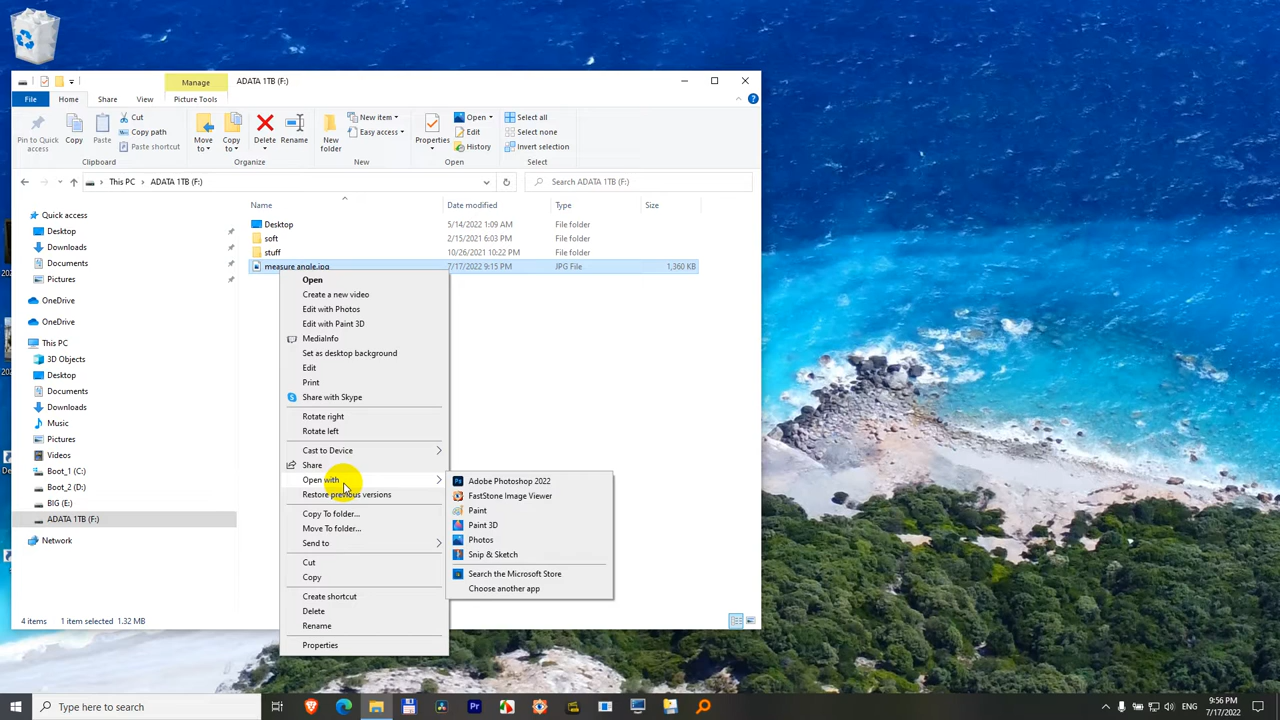 Manage
ADATA 1TB (F:)
File
Home
Share
View
Picture Tools
Pin to Quick access
Copy
Paste
Cut
Copy path
Paste shortcut
Clipboard
Move to
Copy to
Delete
Rename
Organize
New folder
New item
Easy access
New
Properties
Open
Edit
History
Open
Select all
Select none
Invert selection
Select
This PC
ADATA 1TB (F:)
Search ADATA 1TB (F:)
Name
Date modified
Type
Size
Quick access
Desktop
Downloads
Documents
Pictures
OneDrive
OneDrive
This PC
3D Objects
Desktop
Documents
Downloads
Music
Pictures
Videos
Boot_1 (C:)
Boot_2 (D:)
BIG (E:)
ADATA 1TB (F:)
Network
Desktop 5/14/2022 1:09 AM File folder
soft 2/15/2021 6:03 PM File folder
stuff 10/26/2021 10:22 PM File folder
measure angle.jpg 7/17/2022 9:15 PM JPG File 1,360 KB
Open
Create a new video
Edit with Photos
Edit with Paint 3D
MediaInfo
Set as desktop background
Edit
Print
Share with Skype
Rotate right
Rotate left
Cast to Device
Share
Open with
Restore previous versions
Copy To folder...
Move To folder...
Send to
Cut
Copy
Create shortcut
Delete
Rename
Properties
Adobe Photoshop 2022
FastStone Image Viewer
Paint
Paint 3D
Photos
Snip & Sketch
Search the Microsoft Store
Choose another app
4 items
1 item selected 1.32 MB
Type here to search
Pr
9:56 PM
7/17/2022